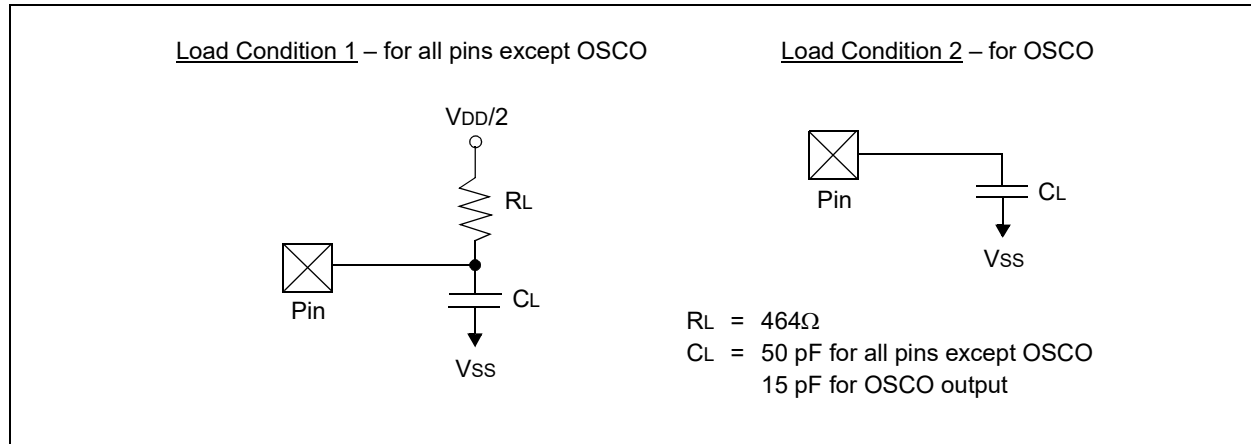 Load Condition 1 – for all pins except OSCO
VDD/2
RL
Pin
CL
VSS
Load Condition 2 – for OSCO
Pin
CL
VSS
RL = 464Ω
CL = 50 pF for all pins except OSCO
15 pF for OSCO output